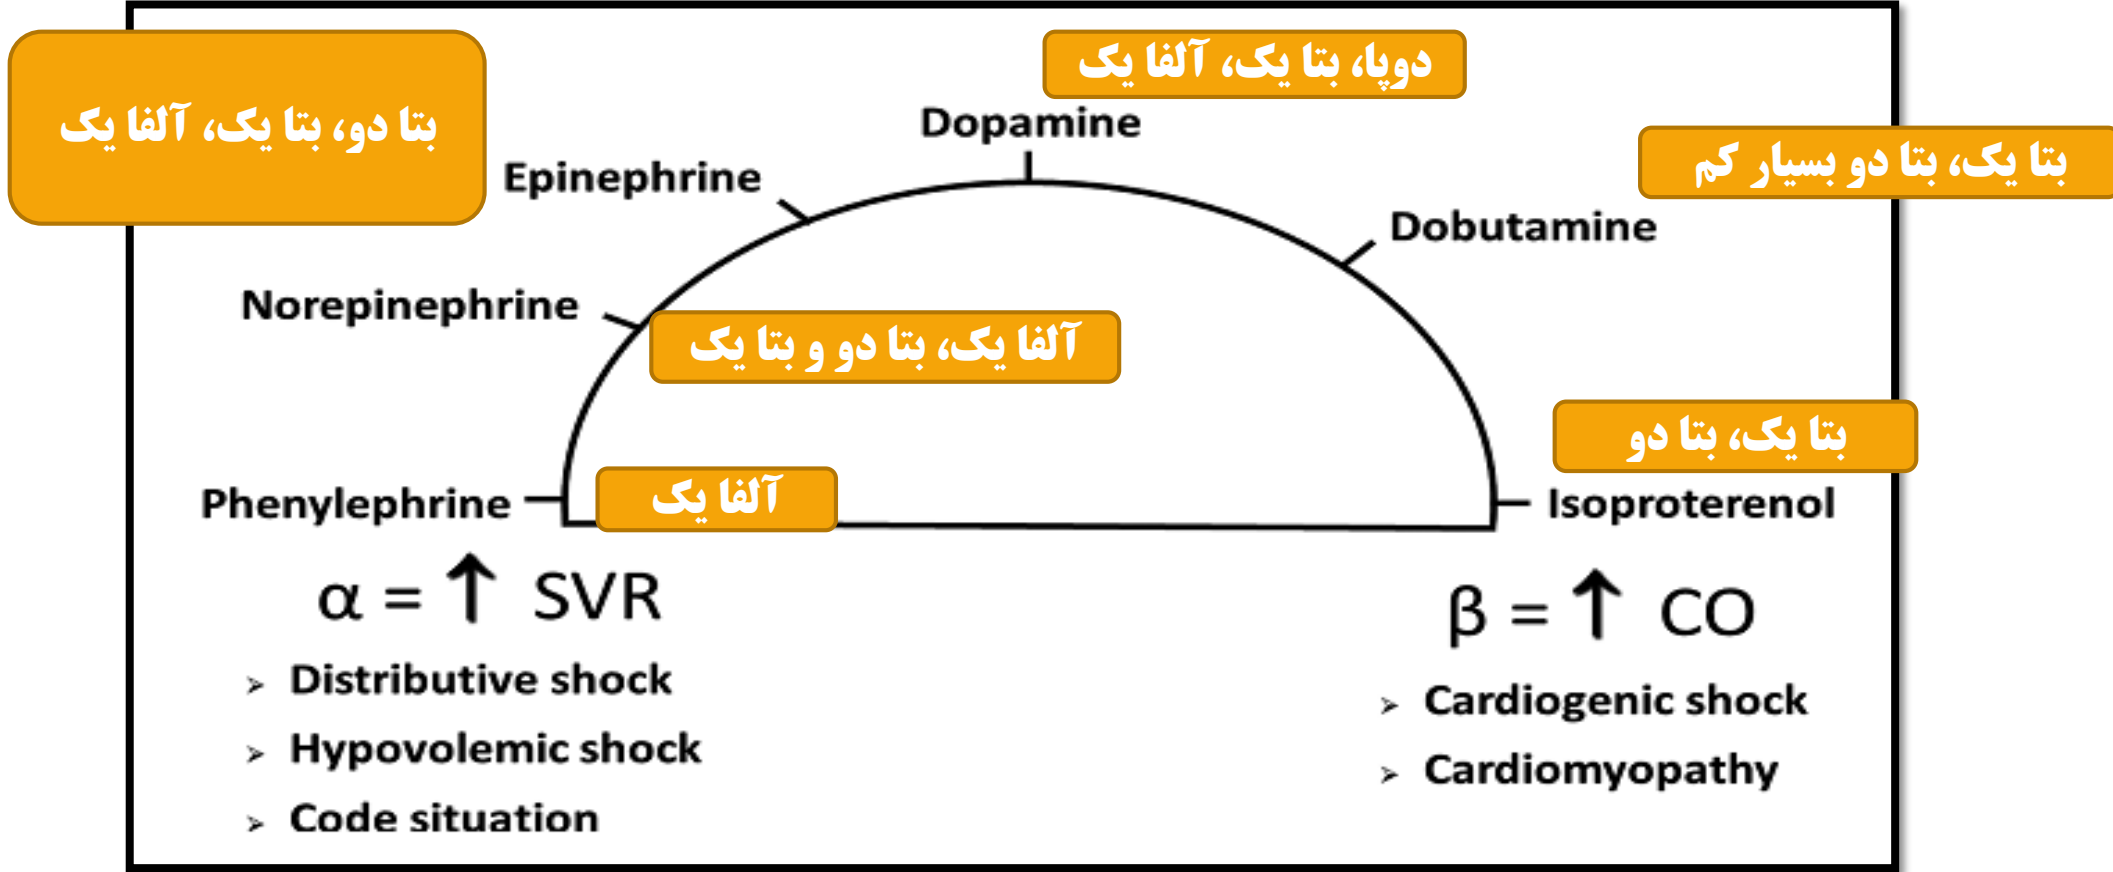 دوپا، بتا یک، آلفا یک
بتا دو، بتا یک، آلفا یک
Dopamine
بتا یک، بتا دو بسیار کم
Epinephrine
Dobutamine
Norepinephrine
آلفا یک، بتا دو و بتا یک
بتا یک، بتا دو
Phenylephrine
آلفا یک
Isoproterenol
α = ↑ SVR
β = ↑ CO
➢ Distributive shock
➢ Hypovolemic shock
➢ Code situation
➢ Cardiogenic shock
➢ Cardiomyopathy